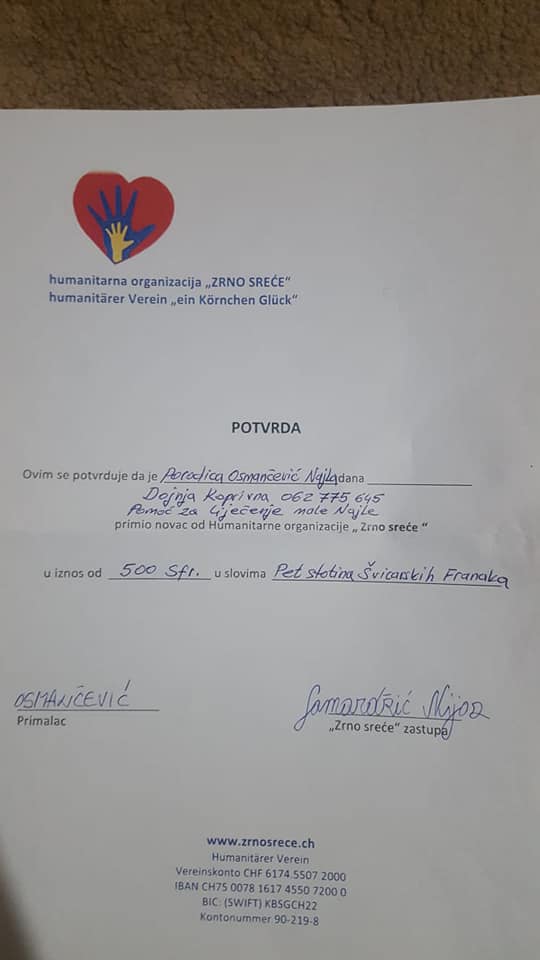 humanitarna organizacija „ZRNO SREĆE“
humanitärer Verein „ein Körnchen Glück“
POTVRDA
Ovim se potvrđuje da je Porodica Osmančević Najla dana
Dojnja Koprivna 062 775 645
Pomoć za liječenje male Najle
primio novac od Humanitarne organizacije „ Zrno sreće “
u iznos od 500 Sfr. u slovima Pet stotina Švicarskih Franaka
OSMANČEVIĆ
Primalac
Samardžić
„Zrno sreće“ zastupa
www.zrnosrece.ch
Humanitärer Verein
Vereinskonto CHF 6174 5507 2000
IBAN CH75 0078 1617 4550 7200 0
BIC: (SWIFT) KBSGCH22
Kontonummer 90-219-8